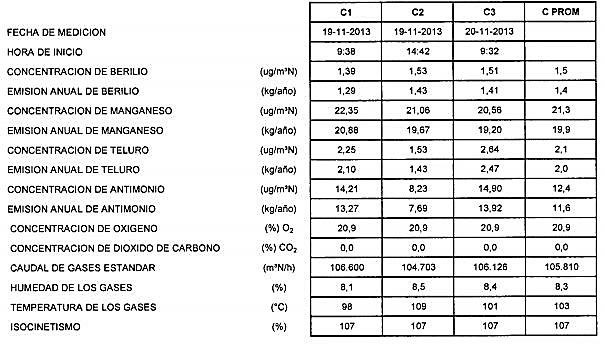 C1 C2 C3 C PROM
FECHA DE MEDICION 19-11-2013 19-11-2013 20-11-2013
HORA DE INICIO 9:38 14:42 9:32
CONCENTRACION DE BERILIO (ug/m³N) 1,39 1,53 1,51 1,5
EMISION ANUAL DE BERILIO (kg/año) 1,29 1,43 1,41 1,4
CONCENTRACION DE MANGANESO (ug/m³N) 22,35 21,06 20,56 21,3
EMISION ANUAL DE MANGANESO (kg/año) 20,88 19,67 19,20 19,9
CONCENTRACION DE TELURO (ug/m³N) 2,25 1,53 2,64 2,1
EMISION ANUAL DE TELURO (kg/año) 2,10 1,43 2,47 2,0
CONCENTRACION DE ANTIMONIO (ug/m³N) 14,21 8,23 14,90 12,4
EMISION ANUAL DE ANTIMONIO (kg/año) 13,27 7,69 13,92 11,6
CONCENTRACION DE OXIGENO (%) O₂ 20,9 20,9 20,9 20,9
CONCENTRACION DE DIOXIDO DE CARBONO (%) CO₂ 0,0 0,0 0,0 0,0
CAUDAL DE GASES ESTANDAR (m³N/h) 106.600 104.703 106.126 105.810
HUMEDAD DE LOS GASES (%) 8,1 8,5 8,4 8,3
TEMPERATURA DE LOS GASES (°C) 98 109 101 103
ISOCINETISMO (%) 107 107 107 107